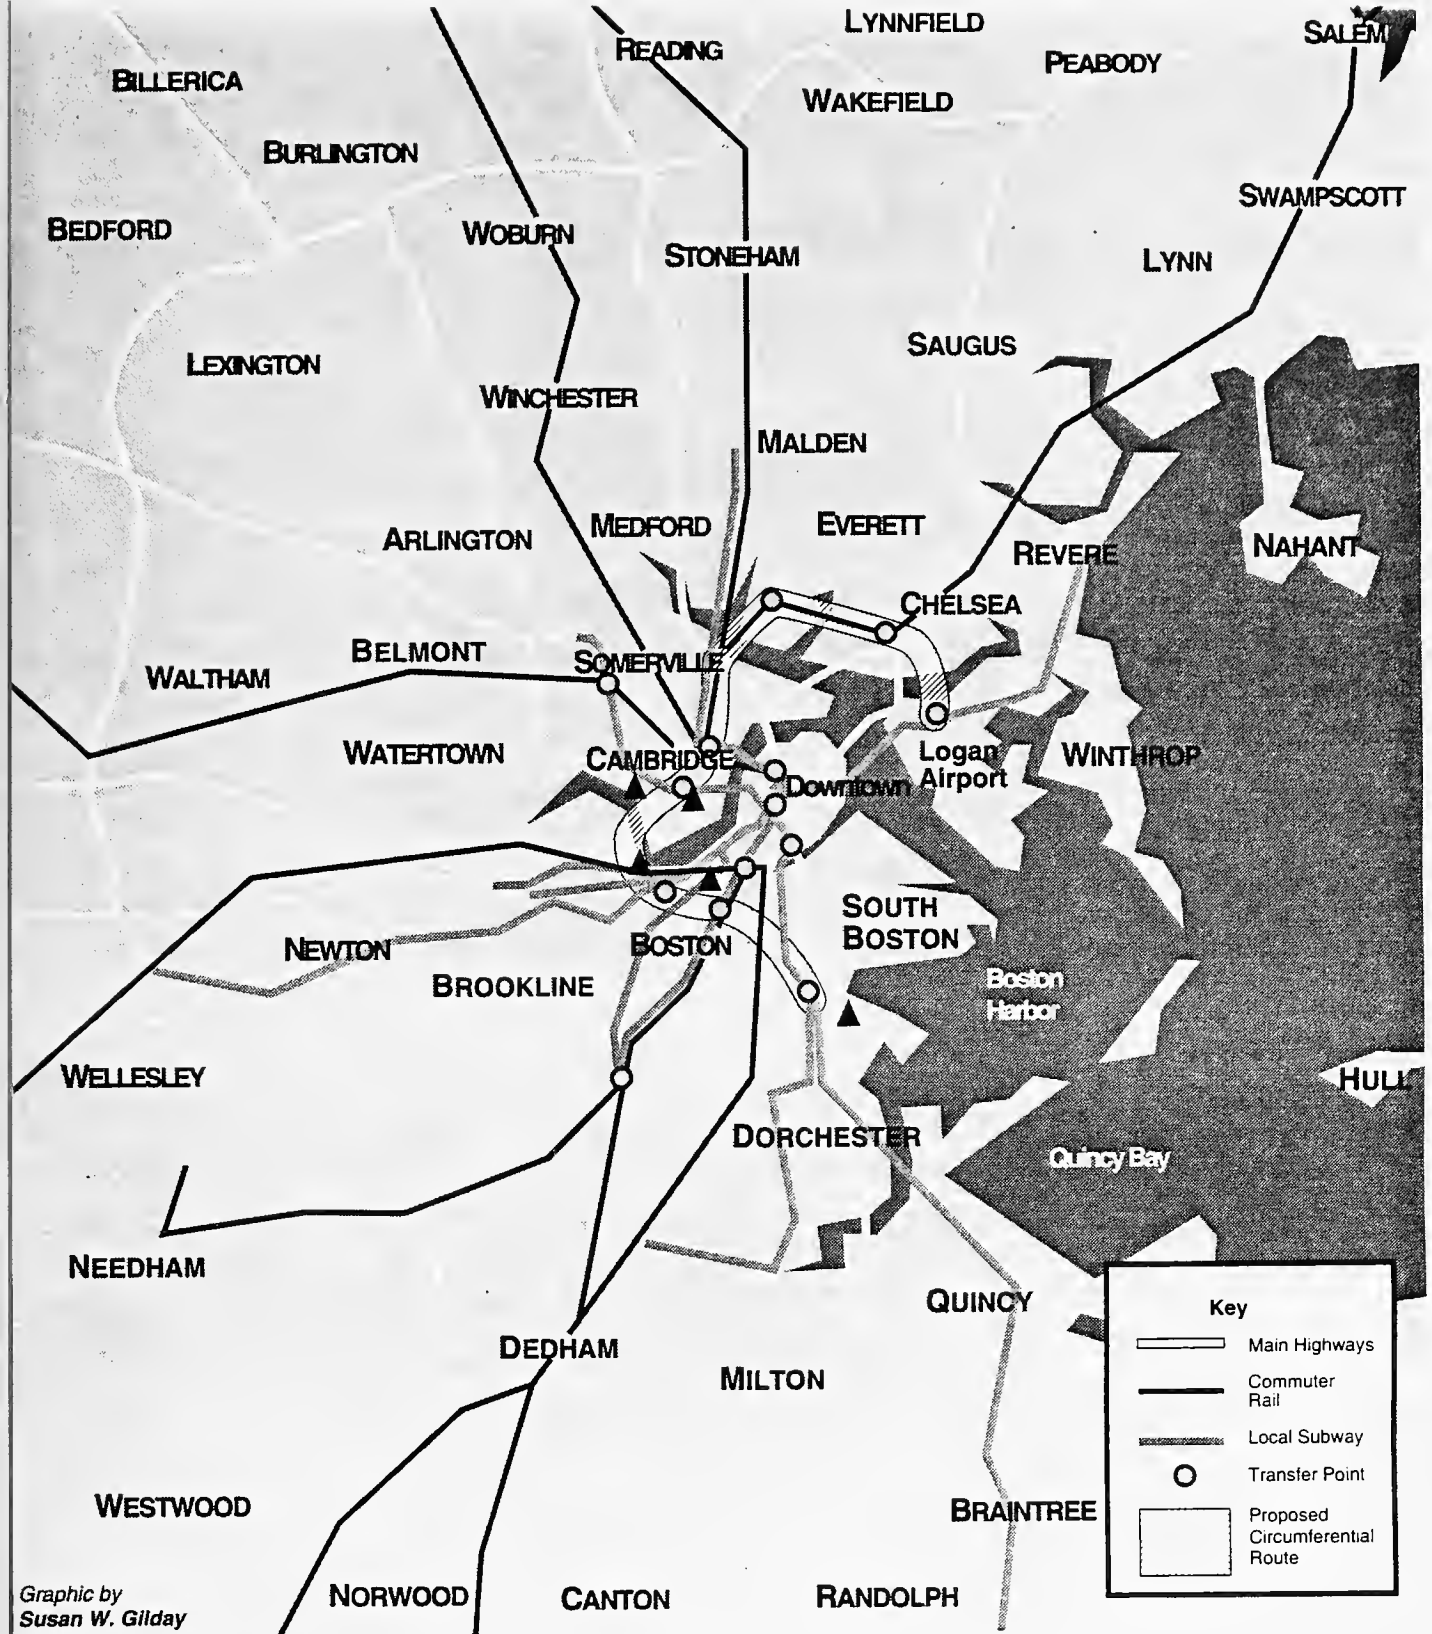 LYNNFIELD
SALEM
READING
PEABODY
BILLERICA
WAKEFIELD
BURLINGTON
SWAMPSCOTT
BEDFORD
WOBURN
STONEHAM
LYNN
SAUGUS
LEXINGTON
WINCHESTER
MALDEN
MEDFORD
EVERETT
ARLINGTON
REVERE
NAHANT
CHELSEA
BELMONT
SOMERVILLE
WALTHAM
WATERTOWN
CAMBRIDGE
Logan
Airport
WINTHROP
Downtown
SOUTH
BOSTON
NEWTON
BOSTON
BROOKLINE
Boston
Harbor
WELLESLEY
HULL
DORCHESTER
Quincy Bay
NEEDHAM
QUINCY
DEDHAM
MILTON
Key
Main Highways
Commuter
Rail
Local Subway
Transfer Point
Proposed
Circumferential
Route
WESTWOOD
BRAINTREE
NORWOOD
CANTON
RANDOLPH
Graphic by
Susan W. Gilday